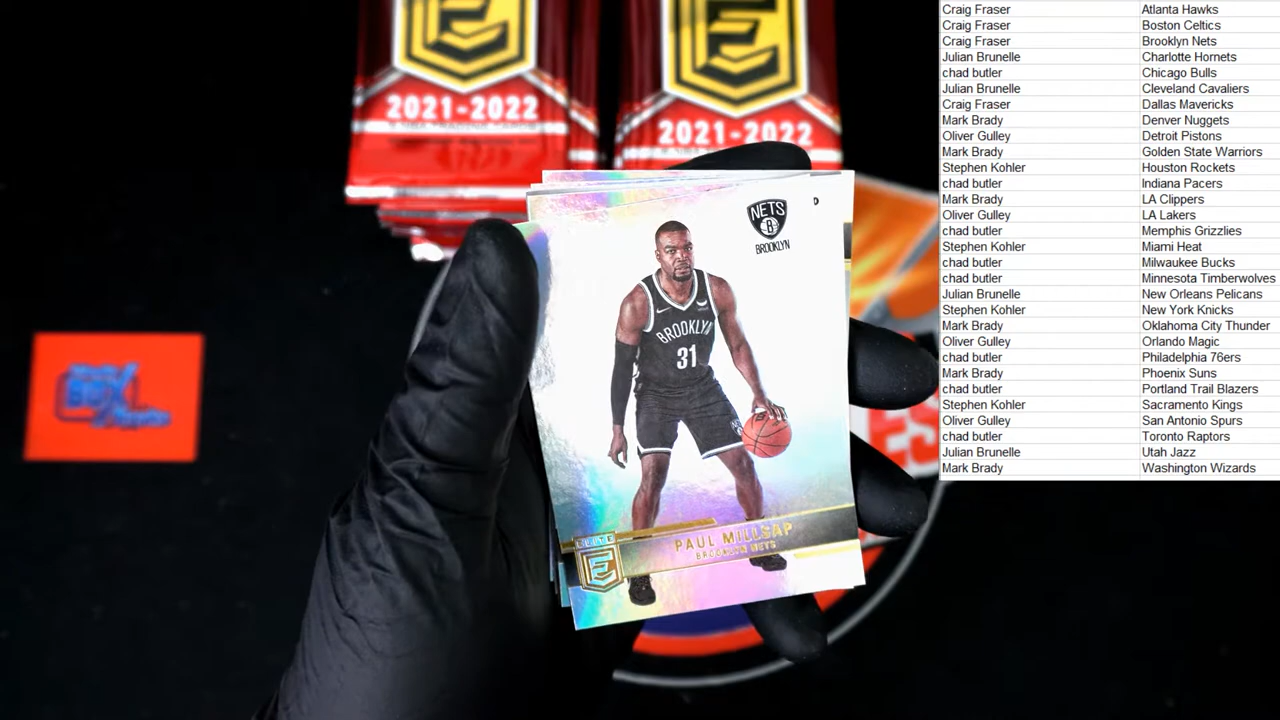 2021-2022
2021-2022
NETS
B
BROOKLYN
BROOKLYN
31
ELITE
E
PAUL MILLSAP
BROOKLYN NETS
BOX
Craig Fraser Atlanta Hawks
Craig Fraser Boston Celtics
Craig Fraser Brooklyn Nets
Julian Brunelle Charlotte Hornets
chad butler Chicago Bulls
Julian Brunelle Cleveland Cavaliers
Craig Fraser Dallas Mavericks
Mark Brady Denver Nuggets
Oliver Gulley Detroit Pistons
Mark Brady Golden State Warriors
Stephen Kohler Houston Rockets
chad butler Indiana Pacers
Mark Brady LA Clippers
Oliver Gulley LA Lakers
chad butler Memphis Grizzlies
Stephen Kohler Miami Heat
chad butler Milwaukee Bucks
chad butler Minnesota Timberwolves
Julian Brunelle New Orleans Pelicans
Stephen Kohler New York Knicks
Mark Brady Oklahoma City Thunder
Oliver Gulley Orlando Magic
chad butler Philadelphia 76ers
Mark Brady Phoenix Suns
chad butler Portland Trail Blazers
Stephen Kohler Sacramento Kings
Oliver Gulley San Antonio Spurs
chad butler Toronto Raptors
Julian Brunelle Utah Jazz
Mark Brady Washington Wizards